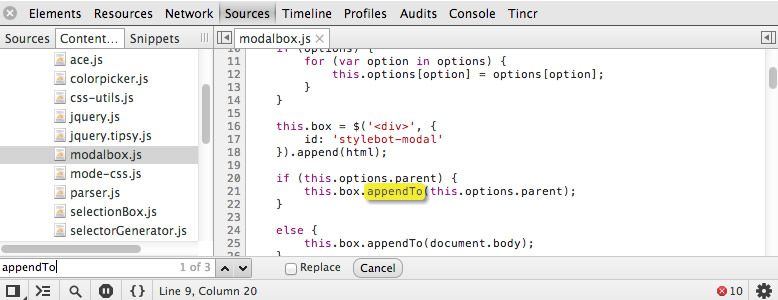 Elements Resources Network Sources Timeline Profiles Audits Console Tincr
Sources Content... Snippets
modalbox.js
ace.js
colorpicker.js
css-utils.js
jquery.js
jquery.tipsy.js
modalbox.js
mode-css.js
parser.js
selectionBox.js
selectorGenerator.js
10 if (options) {
11 for (var option in options) {
12 this.options[option] = options[option];
13 }
14 }
15
16 this.box = $('<div>', {
17 id: 'stylebot-modal'
18 }).append(html);
19
20 if (this.options.parent) {
21 this.box.appendTo(this.options.parent);
22 }
23
24 else {
25 this.box.appendTo(document.body);
26 }
appendTo 1 of 3 Replace Cancel
{} Line 9, Column 20 10